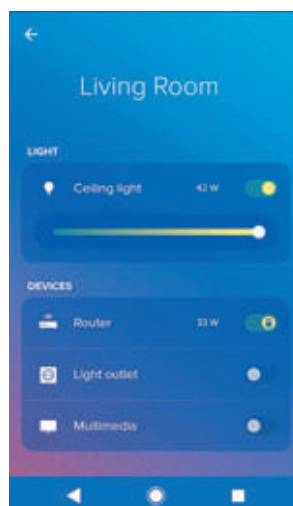 Living Room
LIGHT
Ceiling light 42 W
DEVICES
Router 33 W
Light outlet
Multimedia